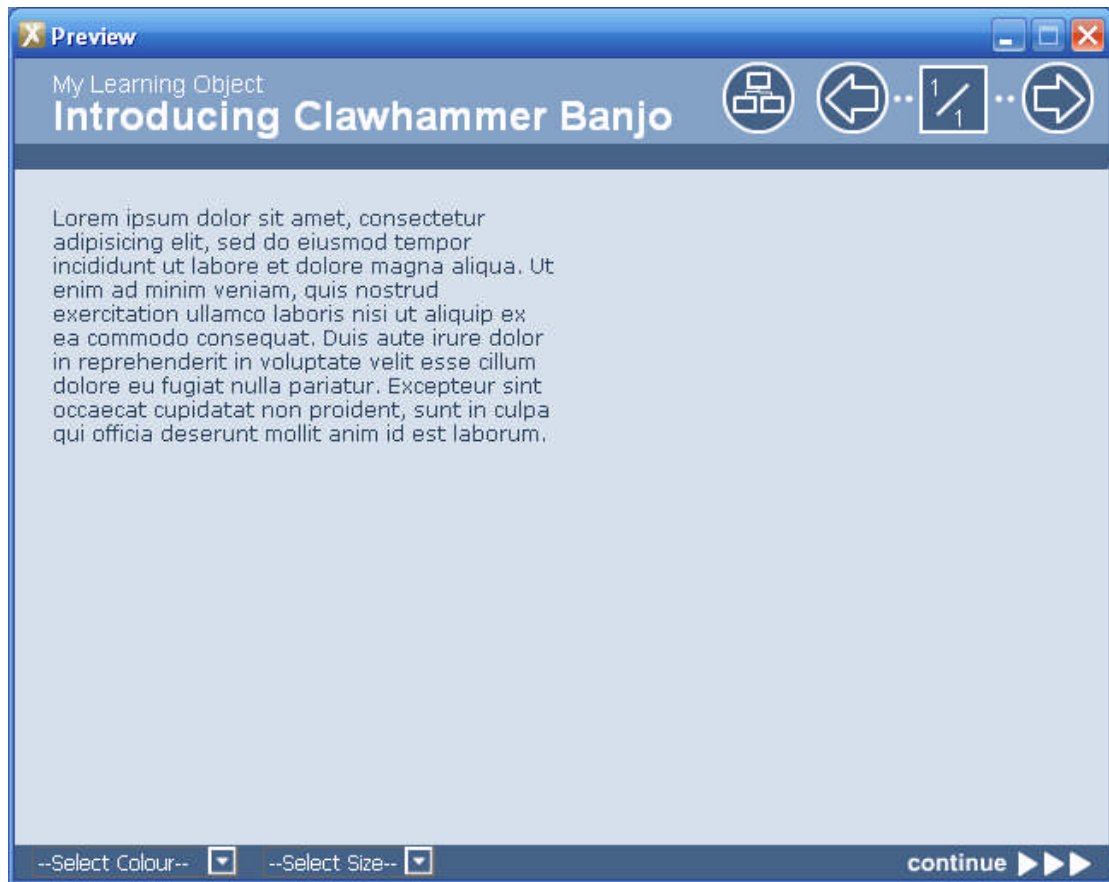 Preview
My Learning Object
Introducing Clawhammer Banjo
1/1
Lorem ipsum dolor sit amet, consectetur
adipisicing elit, sed do eiusmod tempor
incididunt ut labore et dolore magna aliqua. Ut
enim ad minim veniam, quis nostrud
exercitation ullamco laboris nisi ut aliquip ex
ea commodo consequat. Duis aute irure dolor
in reprehenderit in voluptate velit esse cillum
dolore eu fugiat nulla pariatur. Excepteur sint
occaecat cupidatat non proident, sunt in culpa
qui officia deserunt mollit anim id est laborum.
--Select Colour-- --Select Size-- continue